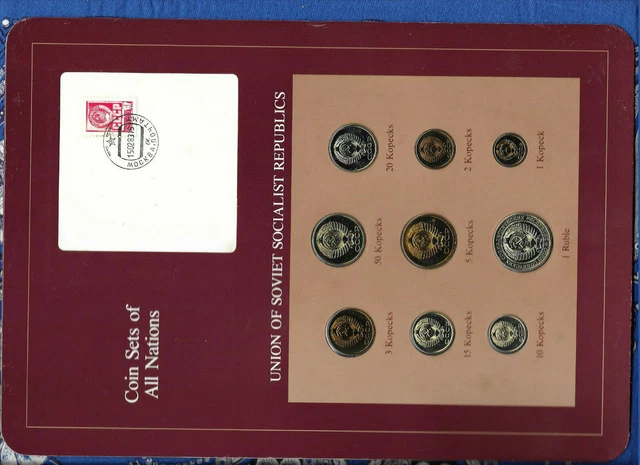 Coin Sets of
All Nations
МОСКВА ПОЧТАМТ
UNION OF SOVIET SOCIALIST REPUBLICS
3 Kopecks
50 Kopecks
20 Kopecks
15 Kopecks
5 Kopecks
2 Kopecks
10 Kopecks
1 Ruble
1 Kopeck